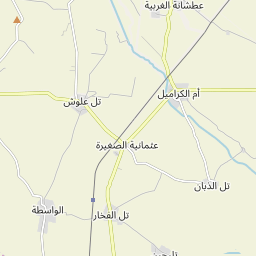 عطشانة الغربية
أم الكراميل
تل علوش
عثمانية الصغيرة
تل الذبان
الواسطة
تل الفخار